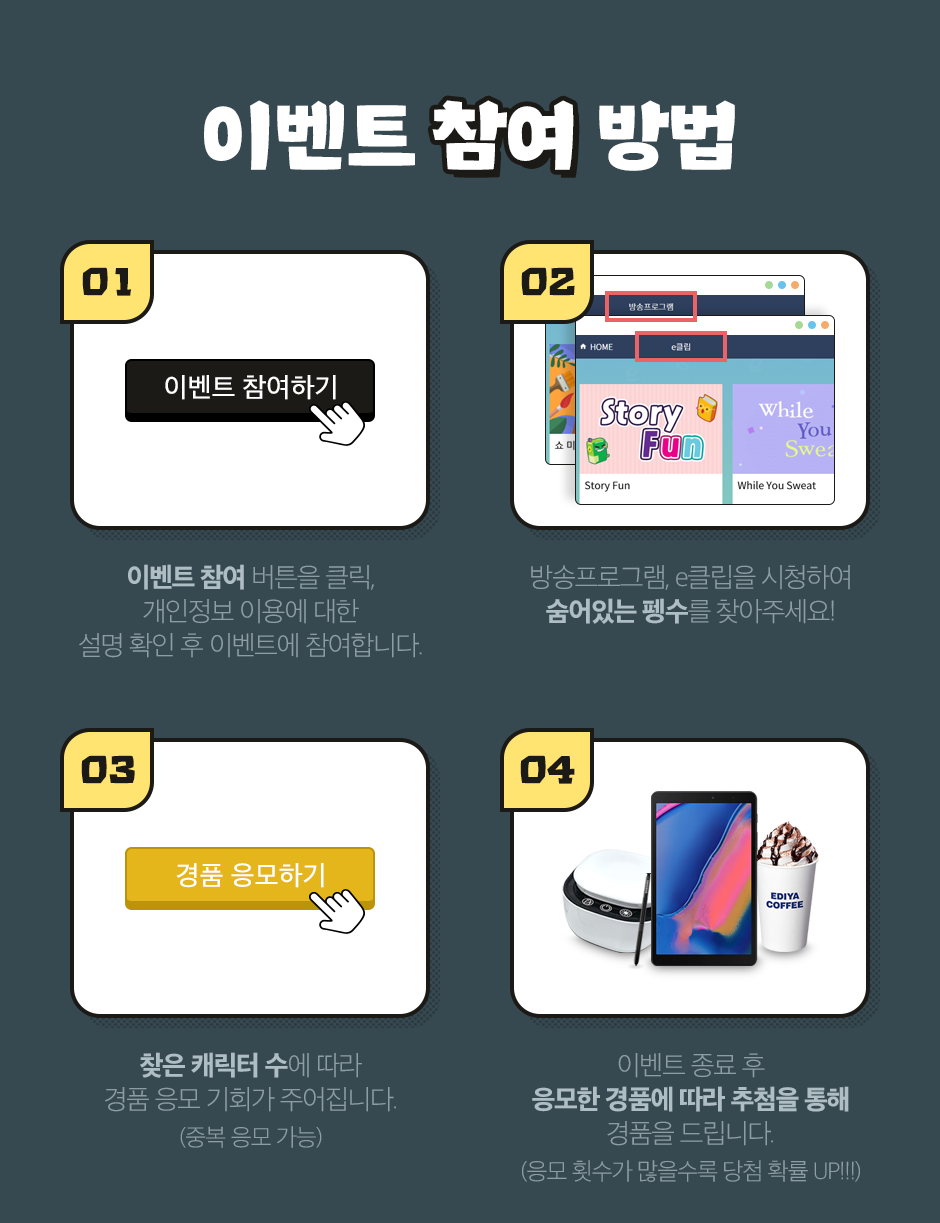 이벤트 참여 방법
01
이벤트 참여하기
이벤트 참여 버튼을 클릭,
개인정보 이용에 대한
설명 확인 후 이벤트에 참여합니다.
02
방송프로그램
HOME
e클립
Story
Fun
While
You
Swea
쇼 미
Story Fun
While You Sweat
방송프로그램, e클립을 시청하여
숨어있는 펭수를 찾아주세요!
03
경품 응모하기
찾은 캐릭터 수에 따라
경품 응모 기회가 주어집니다.
(중복 응모 가능)
04
EDIYA
COFFEE
이벤트 종료 후
응모한 경품에 따라 추첨을 통해
경품을 드립니다.
(응모 횟수가 많을수록 당첨 확률 UP!!!)